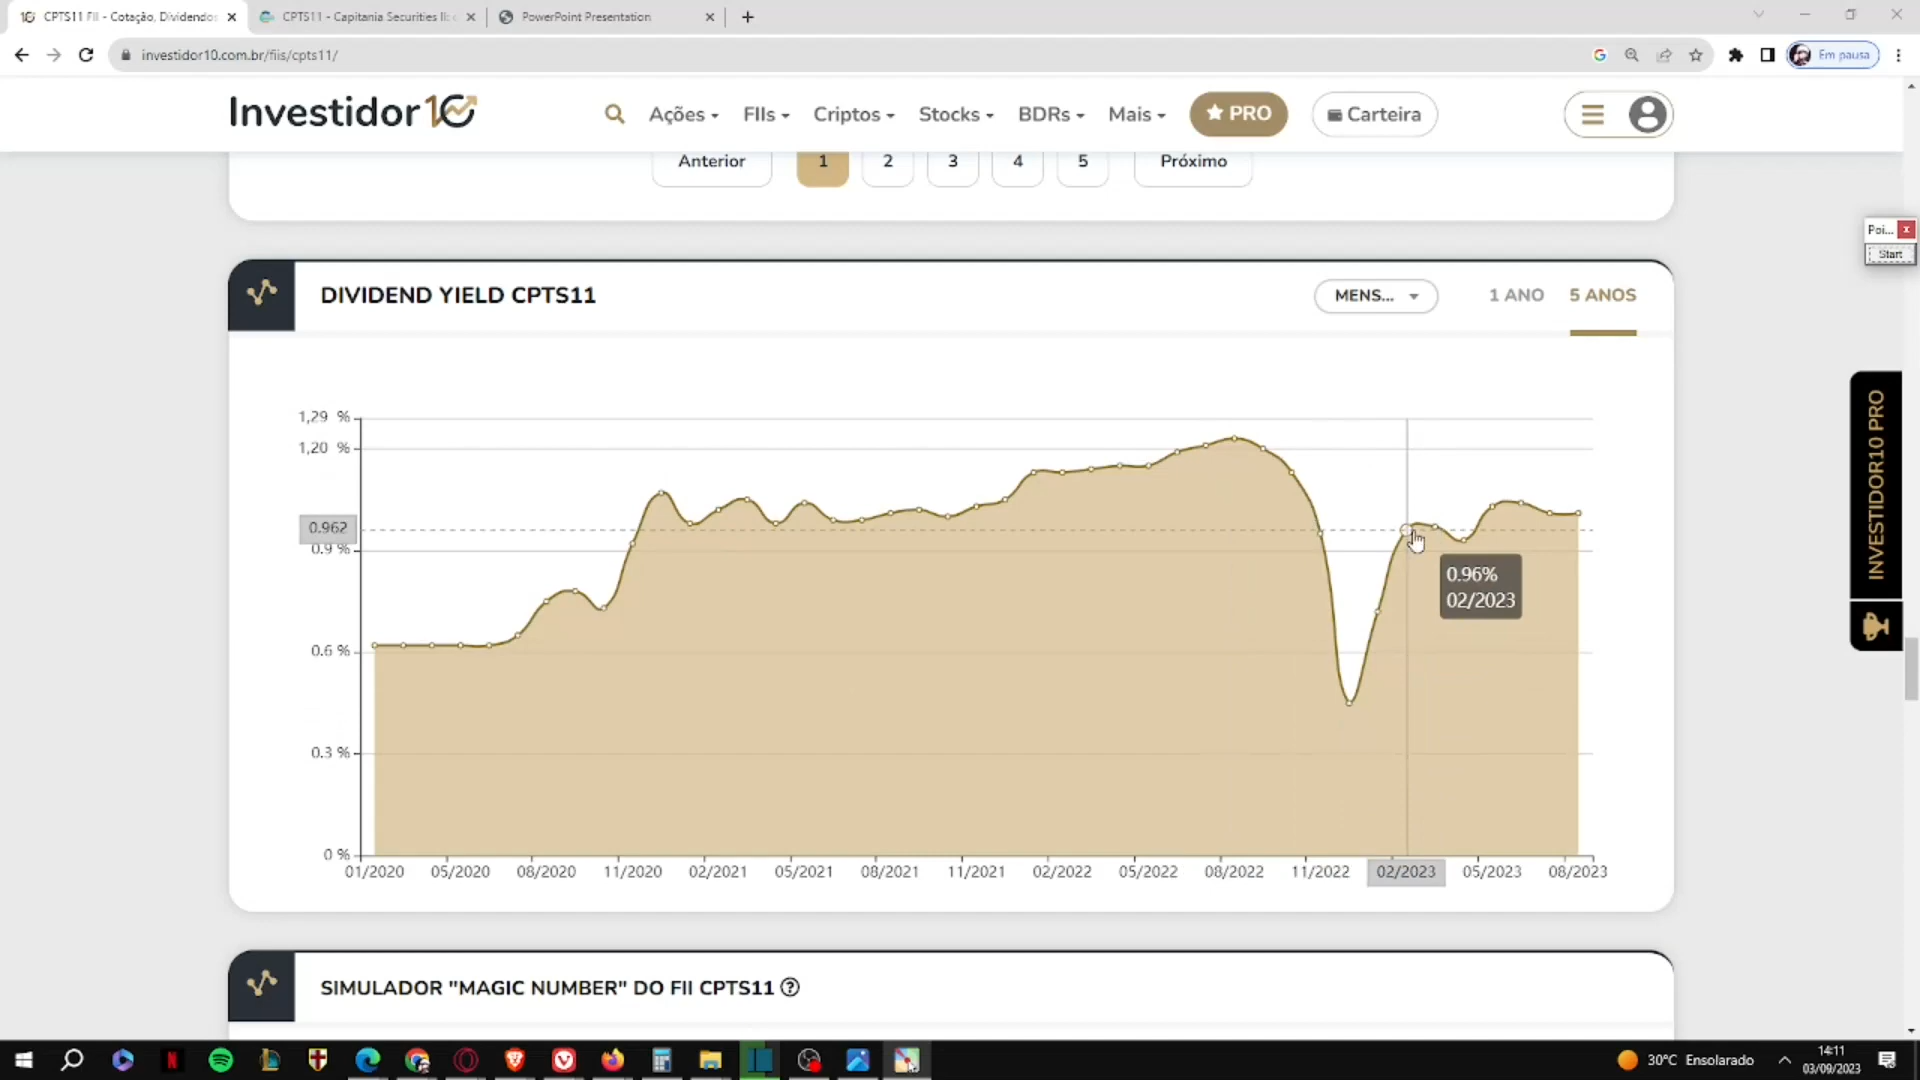 CPTS11 FII - Cotação, Dividendos
CPTS11 - Capitania Securities II: c
PowerPoint Presentation
investidor10.com.br/fiis/cpts11/
Em pausa
Investidor10
Ações
FIIs
Criptos
Stocks
BDRs
Mais
PRO
Carteira
Anterior
1
2
3
4
5
Próximo
Poi...
Start
DIVIDEND YIELD CPTS11
MENS...
1 ANO
5 ANOS
1,29 %
1,20 %
0.962
0.9 %
0.6 %
0.3 %
0 %
0.96%
02/2023
01/2020
05/2020
08/2020
11/2020
02/2021
05/2021
08/2021
11/2021
02/2022
05/2022
08/2022
11/2022
02/2023
05/2023
08/2023
INVESTIDOR10 PRO
SIMULADOR "MAGIC NUMBER" DO FII CPTS11
30°C Ensolarado
14:11
03/09/2023